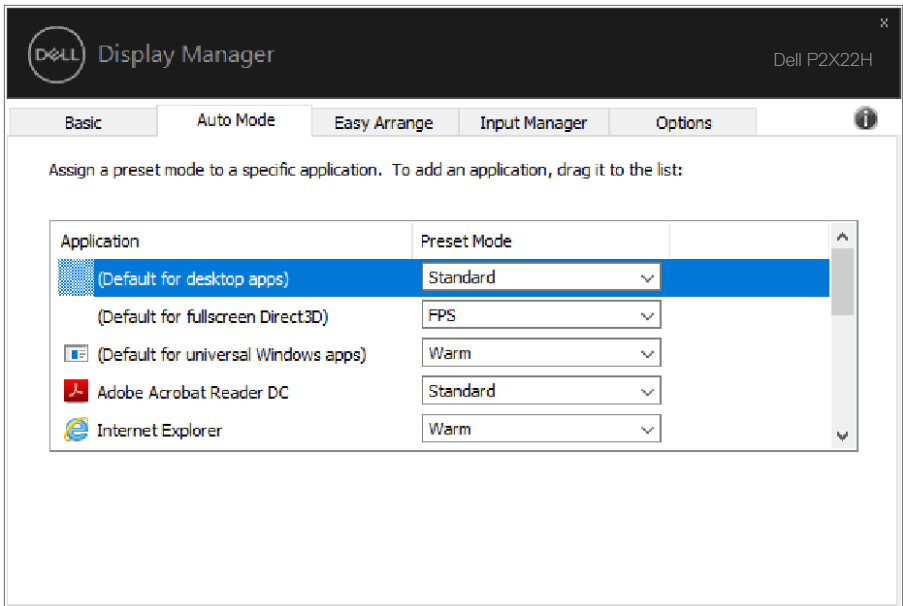 x
DELL Display Manager
Dell P2X22H
Basic Auto Mode Easy Arrange Input Manager Options
Assign a preset mode to a specific application. To add an application, drag it to the list:
Application Preset Mode
(Default for desktop apps) Standard
(Default for fullscreen Direct3D) FPS
(Default for universal Windows apps) Warm
Adobe Acrobat Reader DC Standard
Internet Explorer Warm